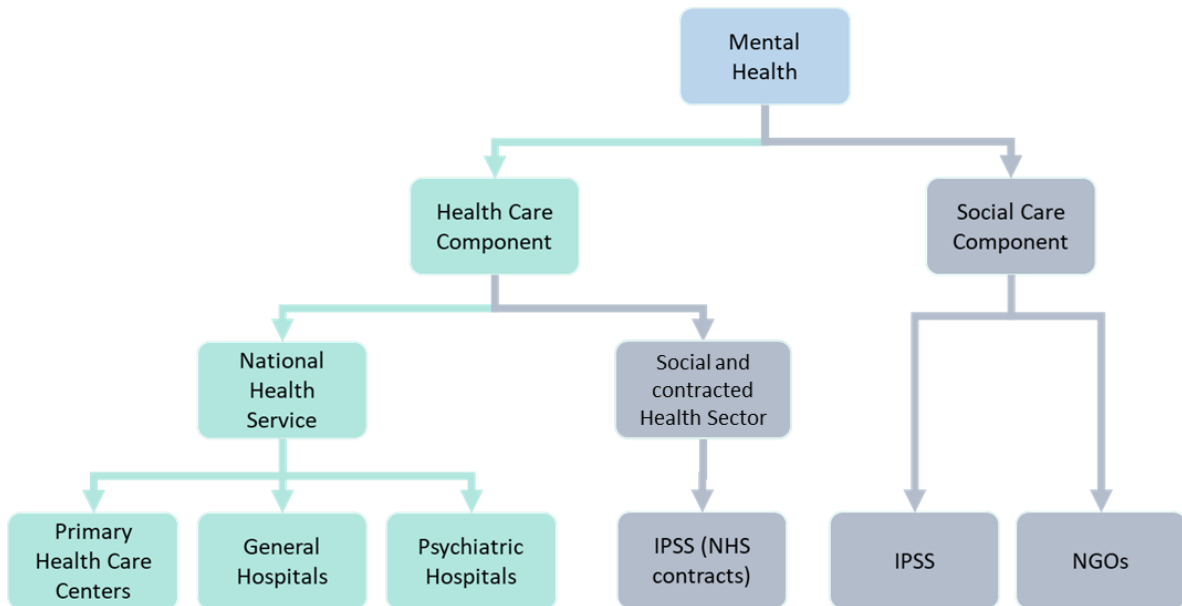 Mental
Health
Health Care
Component
Social Care
Component
National
Health
Service
Social and
contracted
Health Sector
Primary
Health Care
Centers
General
Hospitals
Psychiatric
Hospitals
IPSS (NHS
contracts)
IPSS
NGOs